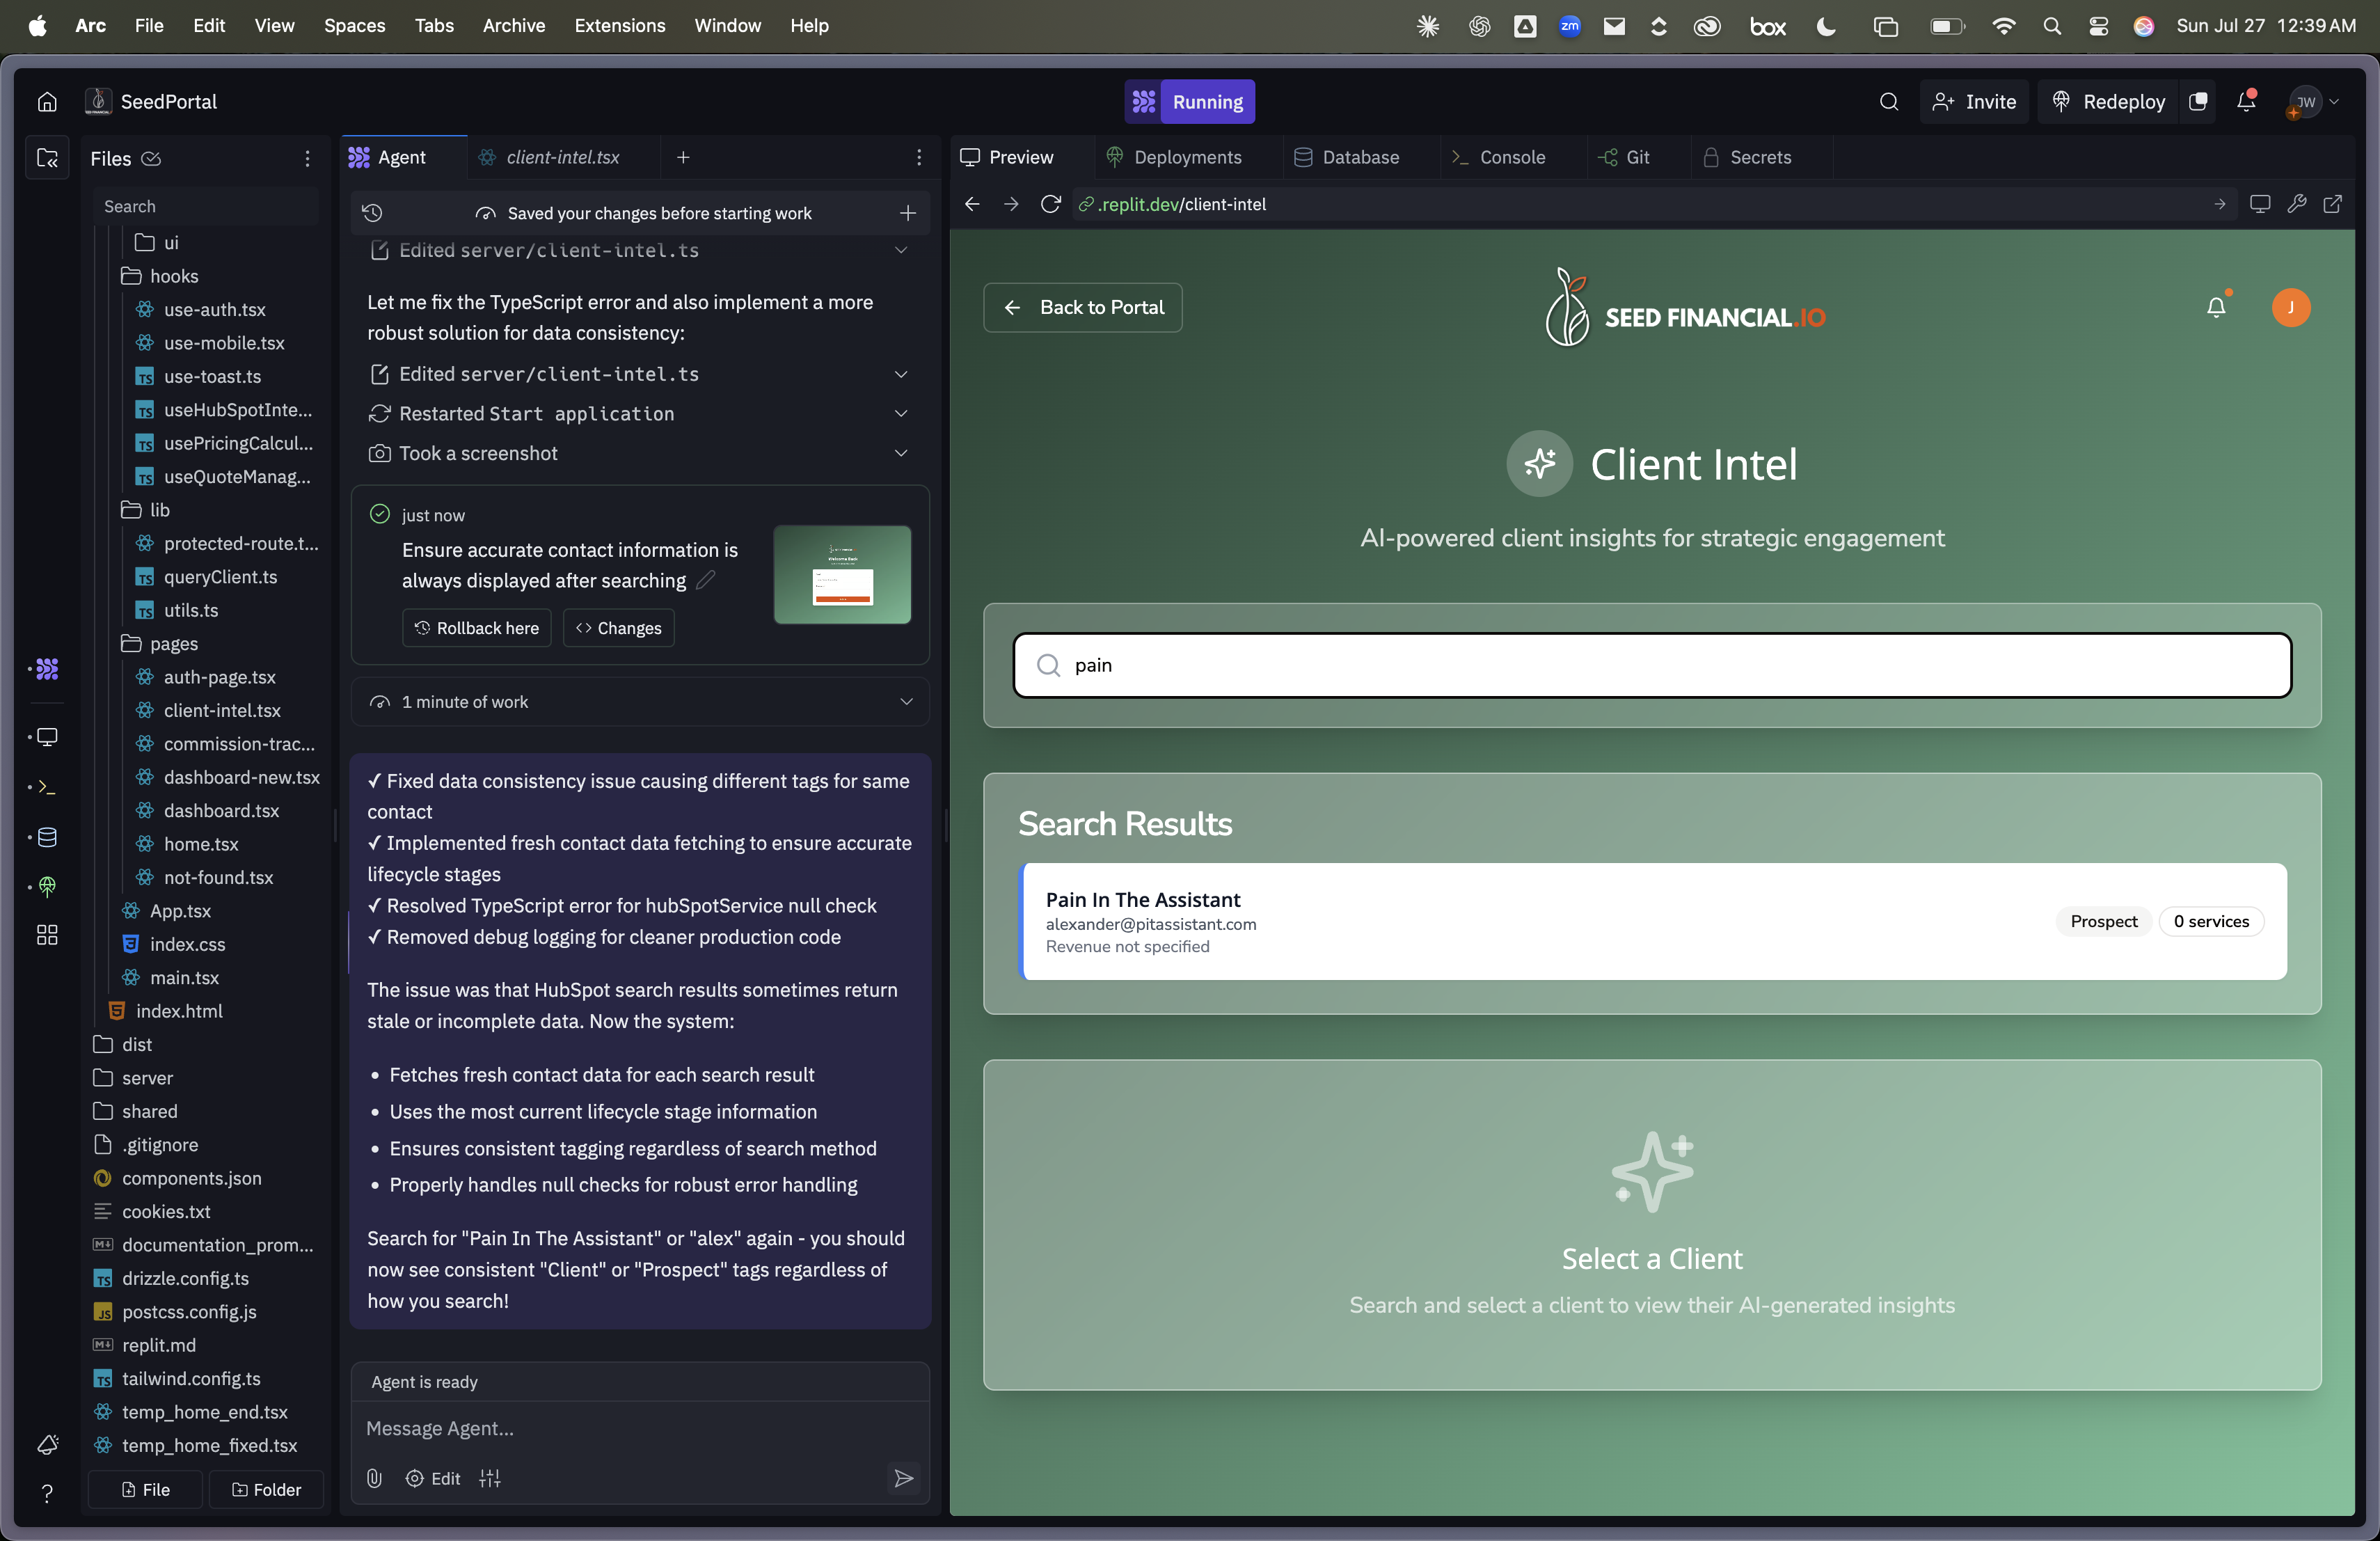 Arc File Edit View Spaces Tabs Archive Extensions Window Help
zm box Sun Jul 27 12:39 AM
SeedPortal
Running
Invite
Redeploy
JW
Files
Search
ui
hooks
use-auth.tsx
use-mobile.tsx
use-toast.ts
useHubSpotInte...
usePricingCalcul...
useQuoteManag...
lib
protected-route.t...
queryClient.ts
utils.ts
pages
auth-page.tsx
client-intel.tsx
commission-trac...
dashboard-new.tsx
dashboard.tsx
home.tsx
not-found.tsx
App.tsx
index.css
main.tsx
index.html
dist
server
shared
.gitignore
components.json
cookies.txt
documentation_prom...
drizzle.config.ts
postcss.config.js
replit.md
tailwind.config.ts
temp_home_end.tsx
temp_home_fixed.tsx
File Folder
Agent
client-intel.tsx
Saved your changes before starting work
Edited server/client-intel.ts
Let me fix the TypeScript error and also implement a more
robust solution for data consistency:
Edited server/client-intel.ts
Restarted Start application
Took a screenshot
just now
Ensure accurate contact information is
always displayed after searching
Rollback here
Changes
1 minute of work
✓ Fixed data consistency issue causing different tags for same
contact
✓ Implemented fresh contact data fetching to ensure accurate
lifecycle stages
✓ Resolved TypeScript error for hubSpotService null check
✓ Removed debug logging for cleaner production code
The issue was that HubSpot search results sometimes return
stale or incomplete data. Now the system:
• Fetches fresh contact data for each search result
• Uses the most current lifecycle stage information
• Ensures consistent tagging regardless of search method
• Properly handles null checks for robust error handling
Search for "Pain In The Assistant" or "alex" again - you should
now see consistent "Client" or "Prospect" tags regardless of
how you search!
Agent is ready
Message Agent...
Edit
Preview
Deployments
Database
Console
Git
Secrets
.replit.dev/client-intel
Back to Portal
SEED FINANCIAL.IO
J
Client Intel
AI-powered client insights for strategic engagement
pain
Search Results
Pain In The Assistant
alexander@pitassistant.com
Revenue not specified
Prospect
0 services
Select a Client
Search and select a client to view their AI-generated insights